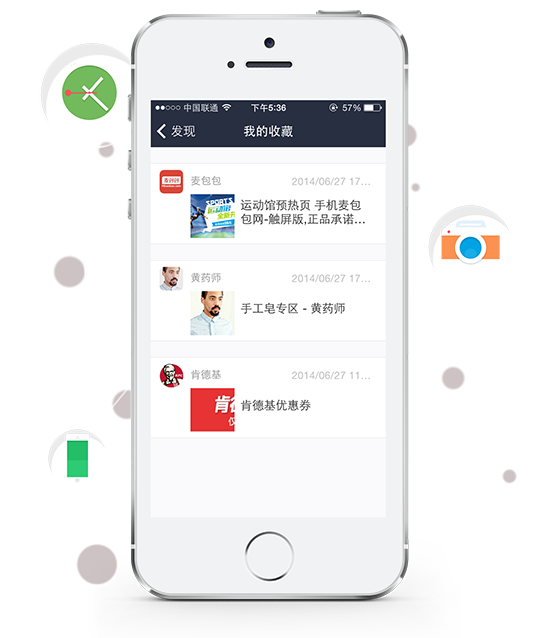 中国联通 下午5:36 57%
发现 我的收藏
麦包包 2014/06/27 17...
运动馆预热页 手机麦包
包网-触屏版,正品承诺...
SPORTS
黄药师 2014/06/27 17...
手工皂专区 - 黄药师
肯德基 2014/06/27 11...
肯德基优惠券
肯